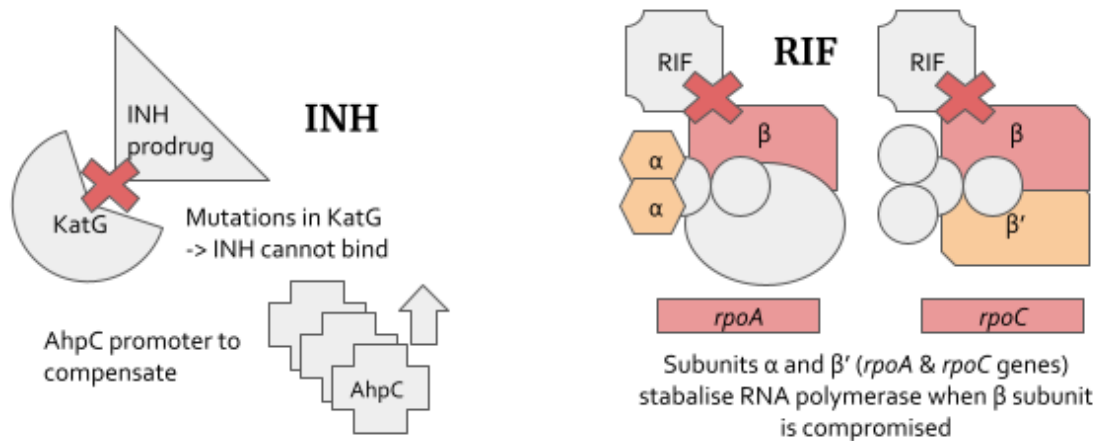 INH
INH
prodrug
KatG
Mutations in KatG
-> INH cannot bind
AhpC promoter to
compensate
AhpC
RIF
RIF
β
α
α
rpoA
RIF
β
β'
rpoC
Subunits α and β' (rpoA & rpoC genes)
stabalise RNA polymerase when β subunit
is compromised